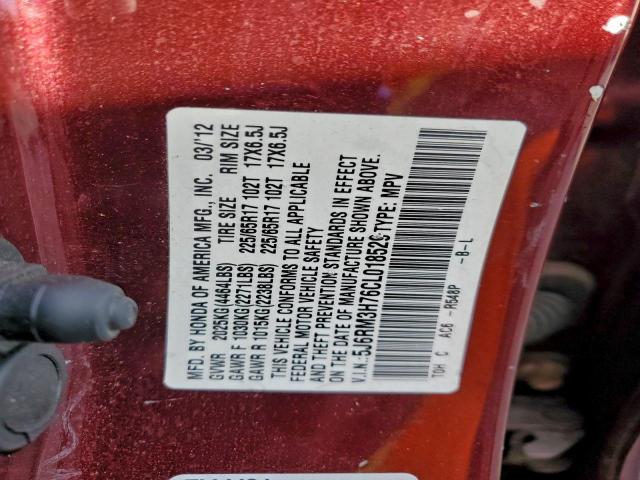 MFD. BY HONDA OF AMERICA MFG., INC. 03/'12
GVWR 2025KG(4464LBS) TIRE SIZE RIM SIZE
GAWR F 1030KG(2271LBS) 225/65R17 102T 17X6.5J
GAWR R 1015KG(2238LBS) 225/65R17 102T 17X6.5J
THIS VEHICLE CONFORMS TO ALL APPLICABLE
FEDERAL MOTOR VEHICLE SAFETY
AND THEFT PREVENTION STANDARDS IN EFFECT
ON THE DATE OF MANUFACTURE SHOWN ABOVE.
V.I.N: TYPE: MPV
TDH C AC6 -R548P -B-L